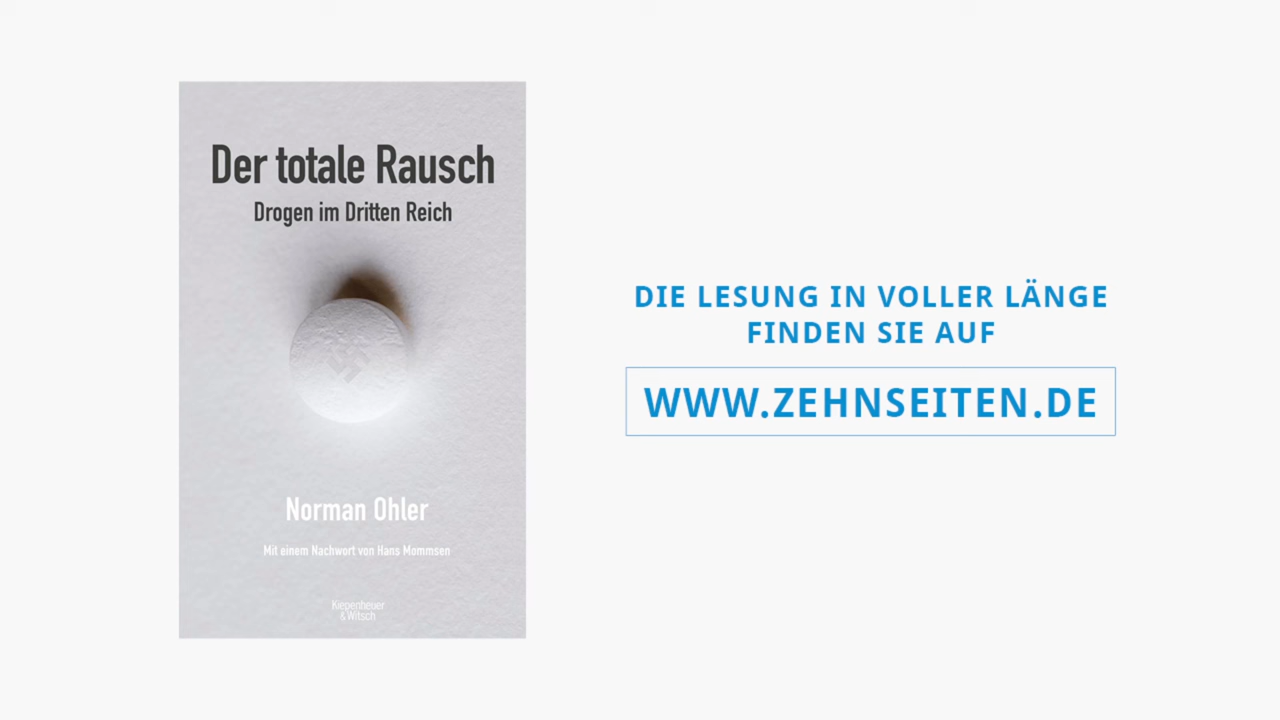 Der totale Rausch
Drogen im Dritten Reich
Norman Ohler
Mit einem Nachwort von Hans Mommsen
Kiepenheuer
&Witsch
DIE LESUNG IN VOLLER LÄNGE
FINDEN SIE AUF
WWW.ZEHNSEITEN.DE